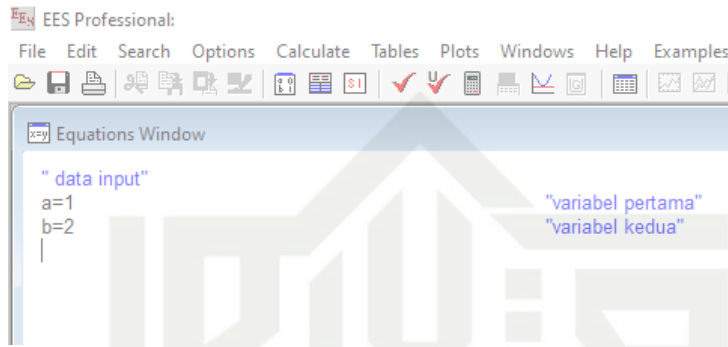 EES Professional:
File Edit Search Options Calculate Tables Plots Windows Help Examples
Equations Window
" data input"
a=1 "variabel pertama"
b=2 "variabel kedua"